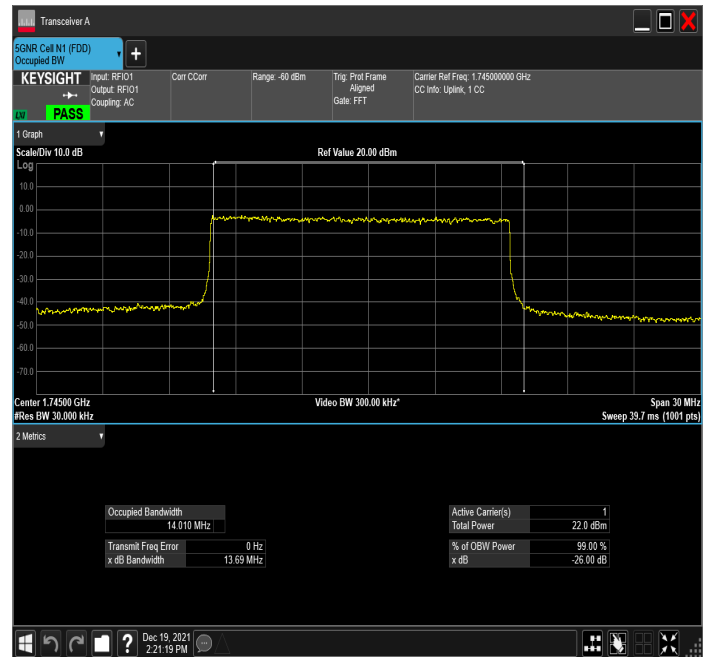 Transceiver A
5GNR Cell N1 (FDD)
Occupied BW
+
KEYSIGHT
LXI
PASS
Input: RFIO1
Output: RFIO1
Coupling: AC
Corr CCorr
Range: -60 dBm
Trig: Prot Frame
Aligned
Gate: FFT
Carrier Ref Freq: 1.745000000 GHz
CC Info: Uplink, 1 CC
1 Graph
Scale/Div 10.0 dB
Ref Value 20.00 dBm
Log
10.0
0.00
-10.0
-20.0
-30.0
-40.0
-50.0
-60.0
-70.0
Center 1.74500 GHz
Video BW 300.00 kHz*
Span 30 MHz
#Res BW 30.000 kHz
Sweep 39.7 ms (1001 pts)
2 Metrics
Occupied Bandwidth
14.010 MHz
Transmit Freq Error 0 Hz
x dB Bandwidth 13.69 MHz
Active Carrier(s) 1
Total Power 22.0 dBm
% of OBW Power 99.00 %
x dB -26.00 dB
?
Dec 19, 2021
2:21:19 PM